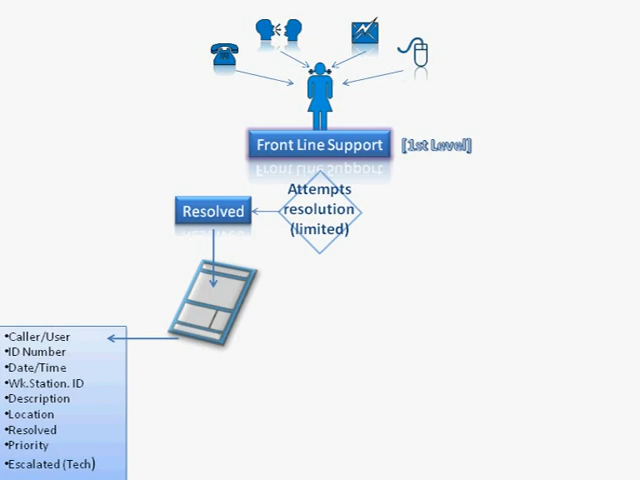 Front Line Support
[1st Level]
Attempts
resolution
(limited)
Resolved
•Caller/User
•ID Number
•Date/Time
•Wk.Station. ID
•Description
•Location
•Resolved
•Priority
•Escalated (Tech)